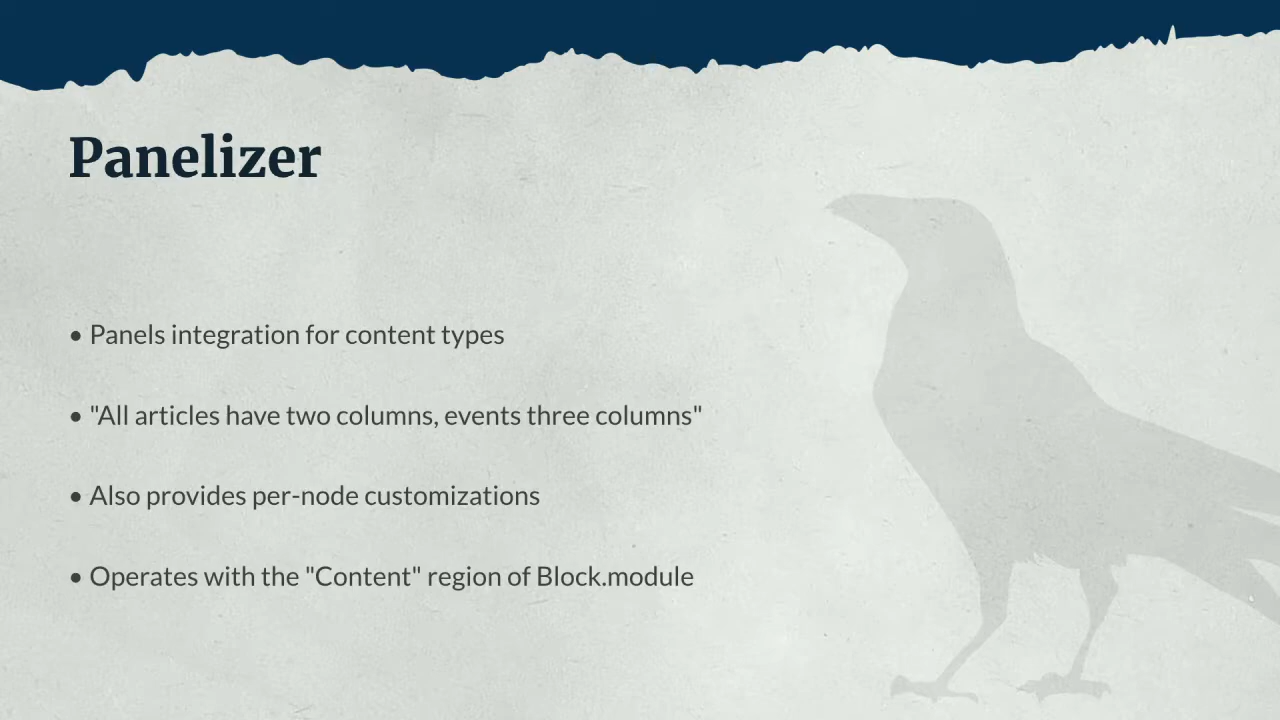 Panelizer
• Panels integration for content types
• "All articles have two columns, events three columns"
• Also provides per-node customizations
• Operates with the "Content" region of Block.module